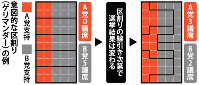 意図的な区割り
(ゲリマンダー)の例
A党支持
B党支持
A党0議席
B党5議席
区割りの線引き次第で
選挙結果は変わる
A党3議席
B党2議席